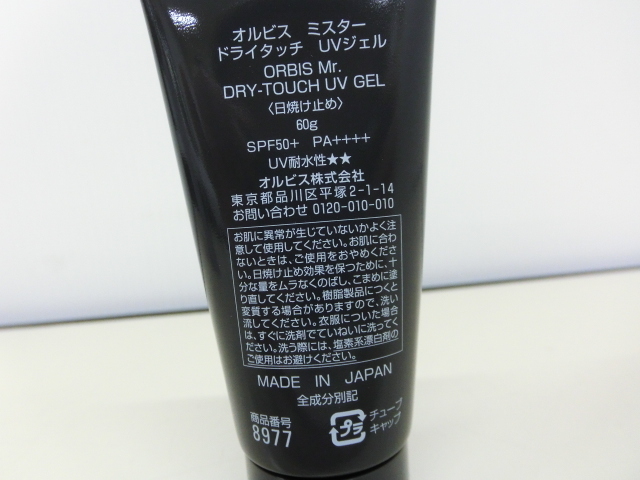 オルビス ミスター
ドライタッチ UVジェル
ORBIS Mr.
DRY-TOUCH UV GEL
〈日焼け止め〉
60g
SPF50+ PA++++
UV耐水性★★
オルビス株式会社
東京都品川区平塚2-1-14
お問い合わせ 0120-010-010
お肌に異常が生じていないかよく注
意して使用してください。お肌に合わ
ないときは、ご使用をおやめくださ
い。日焼け止め効果を保つために、十
分な量をムラなくのばし、こまめに塗
り直してください。樹脂製品につくと
変質する場合がありますので、洗い
流してください。衣服についた場合
は、すぐに洗剤でていねいに洗ってく
ださい。洗う際には、塩素系漂白剤の
ご使用はお避けください。
MADE IN JAPAN
全成分別記
商品番号
8977
プラ
チューブ
キャップ